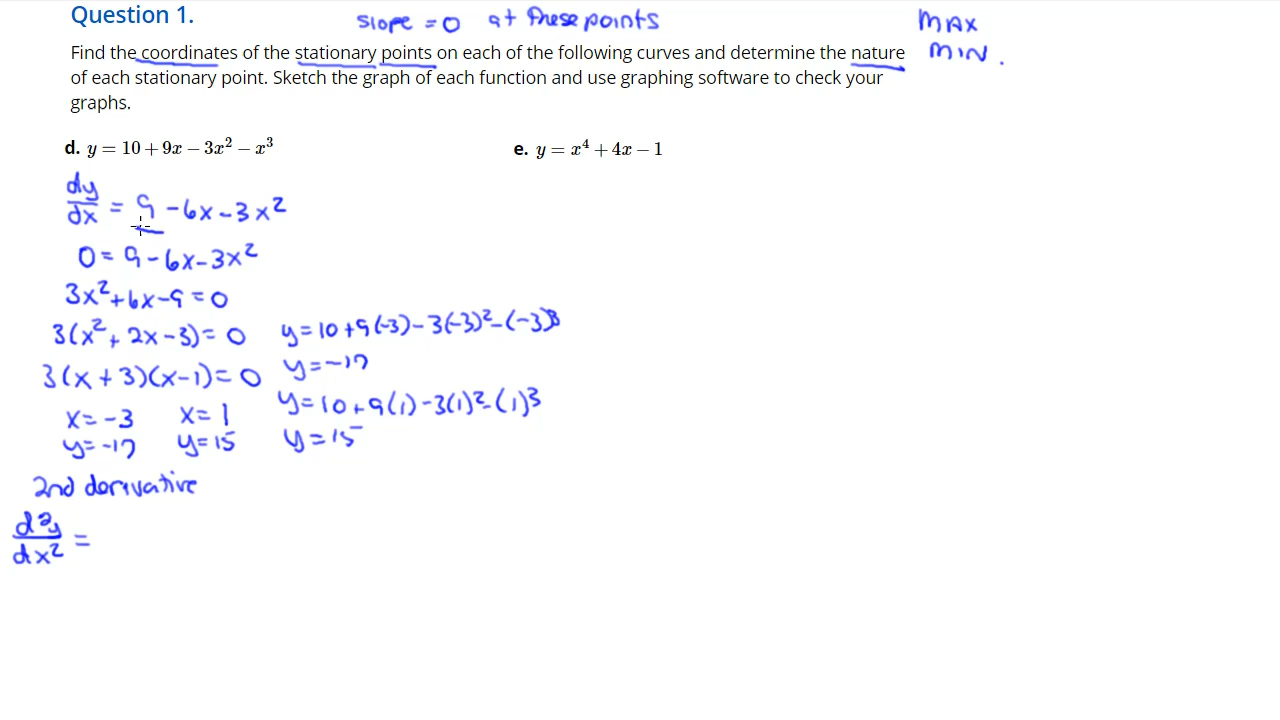 Question 1.
slope = 0 at these points
MAX
MIN.
Find the coordinates of the stationary points on each of the following curves and determine the nature
of each stationary point. Sketch the graph of each function and use graphing software to check your
graphs.
d. y = 10 + 9x − 3x² − x³
e. y = x⁴ + 4x − 1
dy/dx = 9 - 6x - 3x²
0 = 9 - 6x - 3x²
3x² + 6x - 9 = 0
3(x² + 2x - 3) = 0
3(x + 3)(x - 1) = 0
x = -3 x = 1
y = -17 y = 15
y = 10 + 9(-3) - 3(-3)² - (-3)³
y = -17
y = 10 + 9(1) - 3(1)² - (1)³
y = 15
2nd derivative
d²y/dx² =